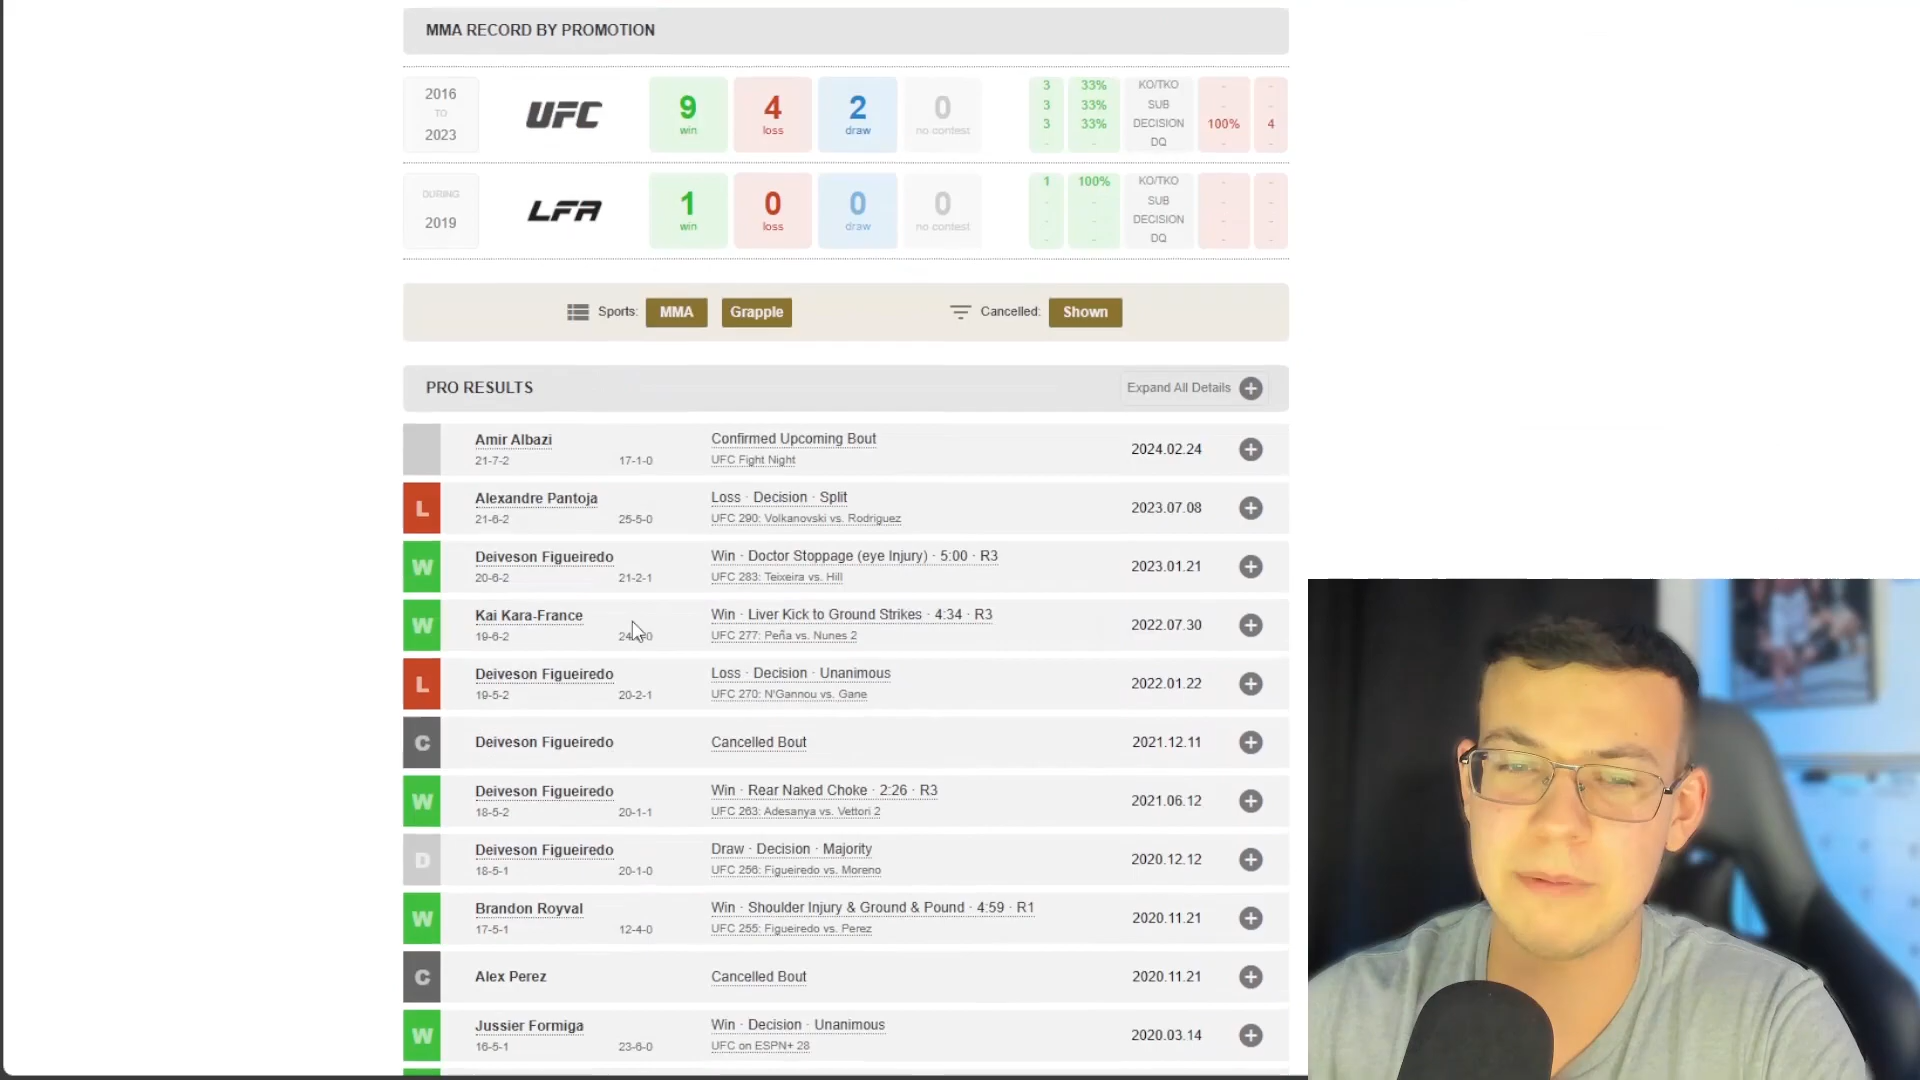 MMA RECORD BY PROMOTION
2016 TO 2023 UFC 9 win 4 loss 2 draw 0 no contest
3 33% KO/TKO - -
3 33% SUB - -
3 33% DECISION 100% 4
- - DQ - -
DURING 2019 LFA 1 win 0 loss 0 draw 0 no contest
1 100% KO/TKO - -
- - SUB - -
- - DECISION - -
- - DQ - -
Sports: MMA Grapple Cancelled: Shown
PRO RESULTS Expand All Details
Amir Albazi Confirmed Upcoming Bout 2024.02.24
21-7-2 17-1-0 UFC Fight Night
L Alexandre Pantoja Loss · Decision · Split 2023.07.08
21-6-2 25-5-0 UFC 290: Volkanovski vs. Rodriguez
W Deiveson Figueiredo Win · Doctor Stoppage (eye Injury) · 5:00 · R3 2023.01.21
20-6-2 21-2-1 UFC 283: Teixeira vs. Hill
W Kai Kara-France Win · Liver Kick to Ground Strikes · 4:34 · R3 2022.07.30
19-6-2 UFC 277: Peña vs. Nunes 2
L Deiveson Figueiredo Loss · Decision · Unanimous 2022.01.22
19-5-2 20-2-1 UFC 270: N'Gannou vs. Gane
C Deiveson Figueiredo Cancelled Bout 2021.12.11
W Deiveson Figueiredo Win · Rear Naked Choke · 2:26 · R3 2021.06.12
18-5-2 20-1-1 UFC 263: Adesanya vs. Vettori 2
D Deiveson Figueiredo Draw · Decision · Majority 2020.12.12
18-5-1 20-1-0 UFC 256: Figueiredo vs. Moreno
W Brandon Royval Win · Shoulder Injury & Ground & Pound · 4:59 · R1 2020.11.21
17-5-1 12-4-0 UFC 255: Figueiredo vs. Perez
C Alex Perez Cancelled Bout 2020.11.21
W Jussier Formiga Win · Decision · Unanimous 2020.03.14
16-5-1 23-6-0 UFC on ESPN+ 28